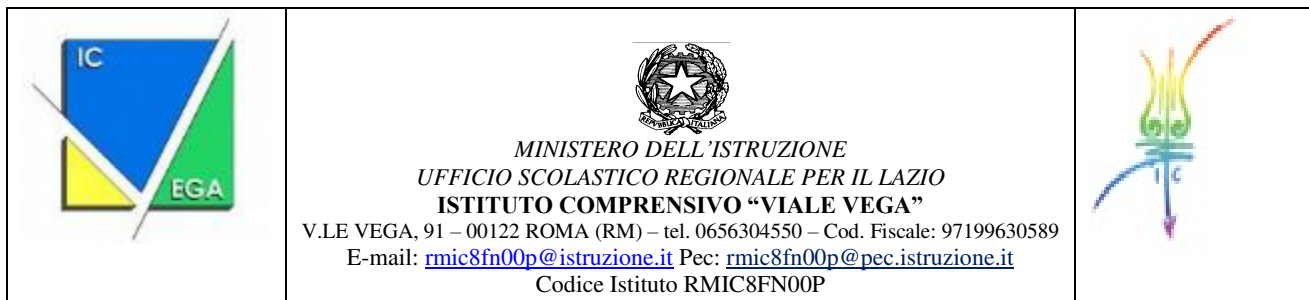 IC
EGA
REPVBBLICA ITALIANA
MINISTERO DELL'ISTRUZIONE
UFFICIO SCOLASTICO REGIONALE PER IL LAZIO
ISTITUTO COMPRENSIVO “VIALE VEGA”
V.LE VEGA, 91 – 00122 ROMA (RM) – tel. 0656304550 – Cod. Fiscale: 97199630589
E-mail: rmic8fn00p@istruzione.it Pec: rmic8fn00p@pec.istruzione.it
Codice Istituto RMIC8FN00P
I C